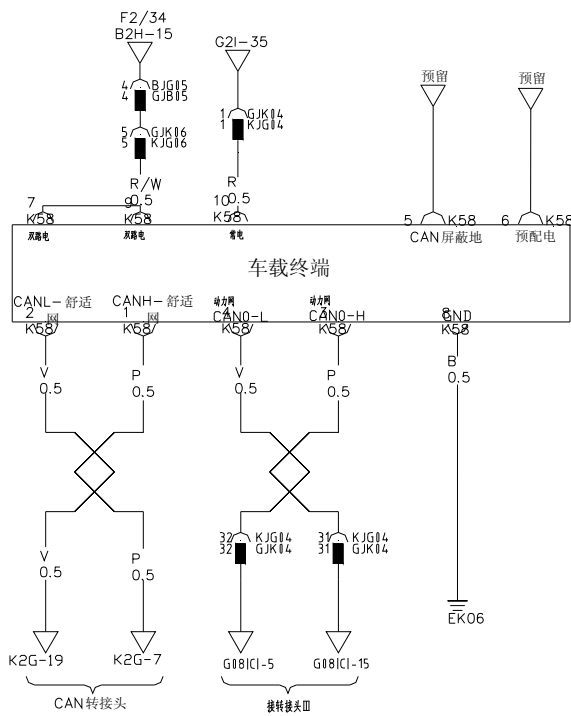 F2/34
B2H-15
G2I-35
预留
预留
4 BJG05
4 GJB05
1 GJK04
1 KJG04
5 GJK06
5 KJG06
R/W
0.5
R
0.5
7
K58
9
K58
10
K58
5 K58
6 K58
双路电
双路电
常电
CAN屏蔽地
预配电
车载终端
CANL-舒适网
CANH-舒适网
动力网
CAN0-L
动力网
CAN0-H
GND
2
K58
1
K58
4
K58
3
K58
8
K58
V
0.5
P
0.5
V
0.5
P
0.5
B
0.5
32 KJG04
32 GJK04
31 KJG04
31 GJK04
V
0.5
P
0.5
EK06
K2G-19
K2G-7
G08(C)-5
G08(C)-15
CAN转接头
接转接头Ⅲ